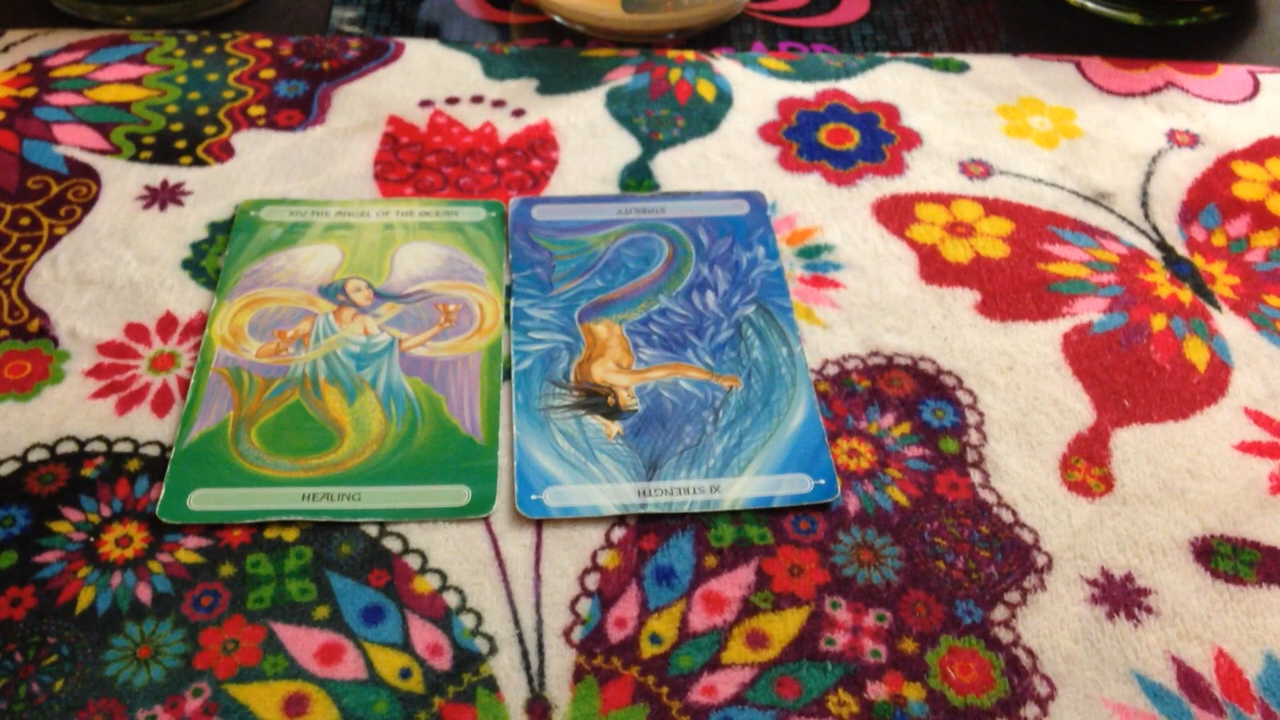 XIV THE ANGEL OF THE OCEAN
HEALING
STABILITY
XI STRENGTH